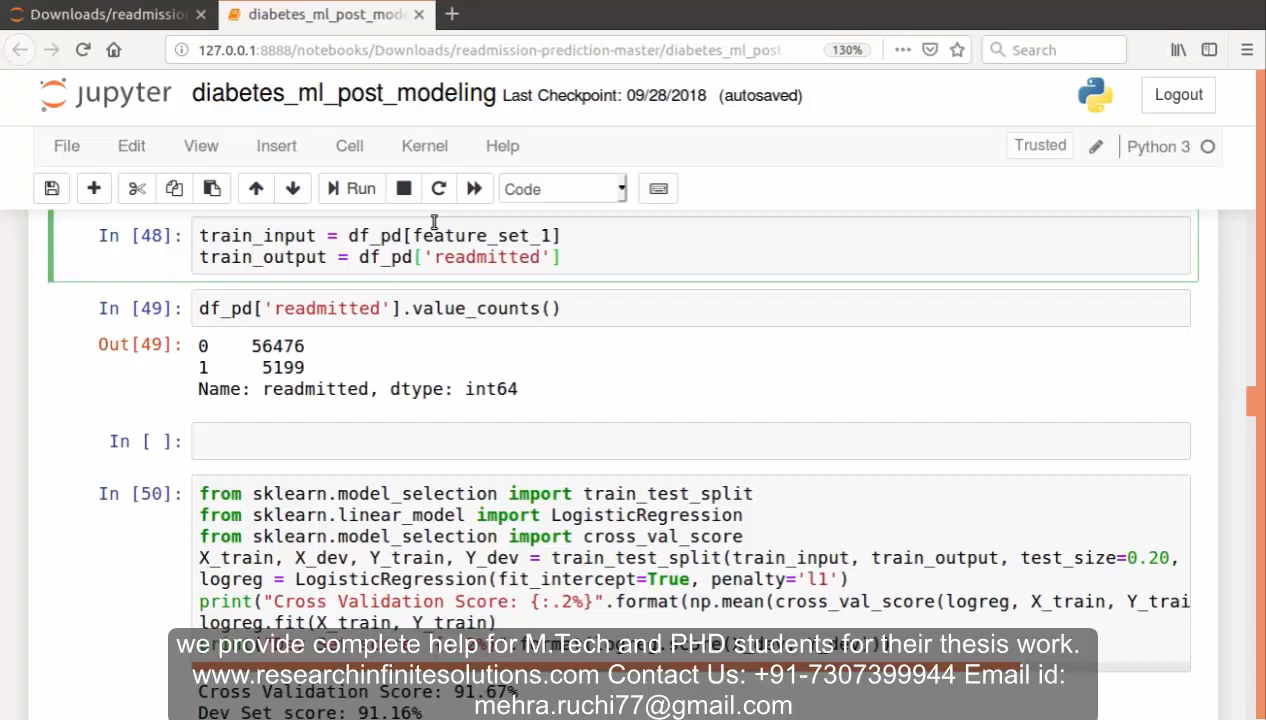 Downloads/readmissio
diabetes_ml_post_mode
127.0.0.1:8888/notebooks/Downloads/readmission-prediction-master/diabetes_ml_post 130% Search
jupyter diabetes_ml_post_modeling Last Checkpoint: 09/28/2018 (autosaved) Logout
File Edit View Insert Cell Kernel Help Trusted Python 3
Run Code
In [48]: train_input = df_pd[feature_set_1]
train_output = df_pd['readmitted']
In [49]: df_pd['readmitted'].value_counts()
Out[49]: 0 56476
1 5199
Name: readmitted, dtype: int64
In [ ]:
In [50]: from sklearn.model_selection import train_test_split
from sklearn.linear_model import LogisticRegression
from sklearn.model_selection import cross_val_score
X_train, X_dev, Y_train, Y_dev = train_test_split(train_input, train_output, test_size=0.20,
logreg = LogisticRegression(fit_intercept=True, penalty='l1')
print("Cross Validation Score: {:.2%}".format(np.mean(cross_val_score(logreg, X_train, Y_trai
logreg.fit(X_train, Y_train)
we provide complete help for M.Tech and PHD students for their thesis work.
www.researchinfinitesolutions.com Contact Us: +91-7307399944 Email id:
mehra.ruchi77@gmail.com
Cross Validation Score: 91.67%
Dev Set score: 91.16%